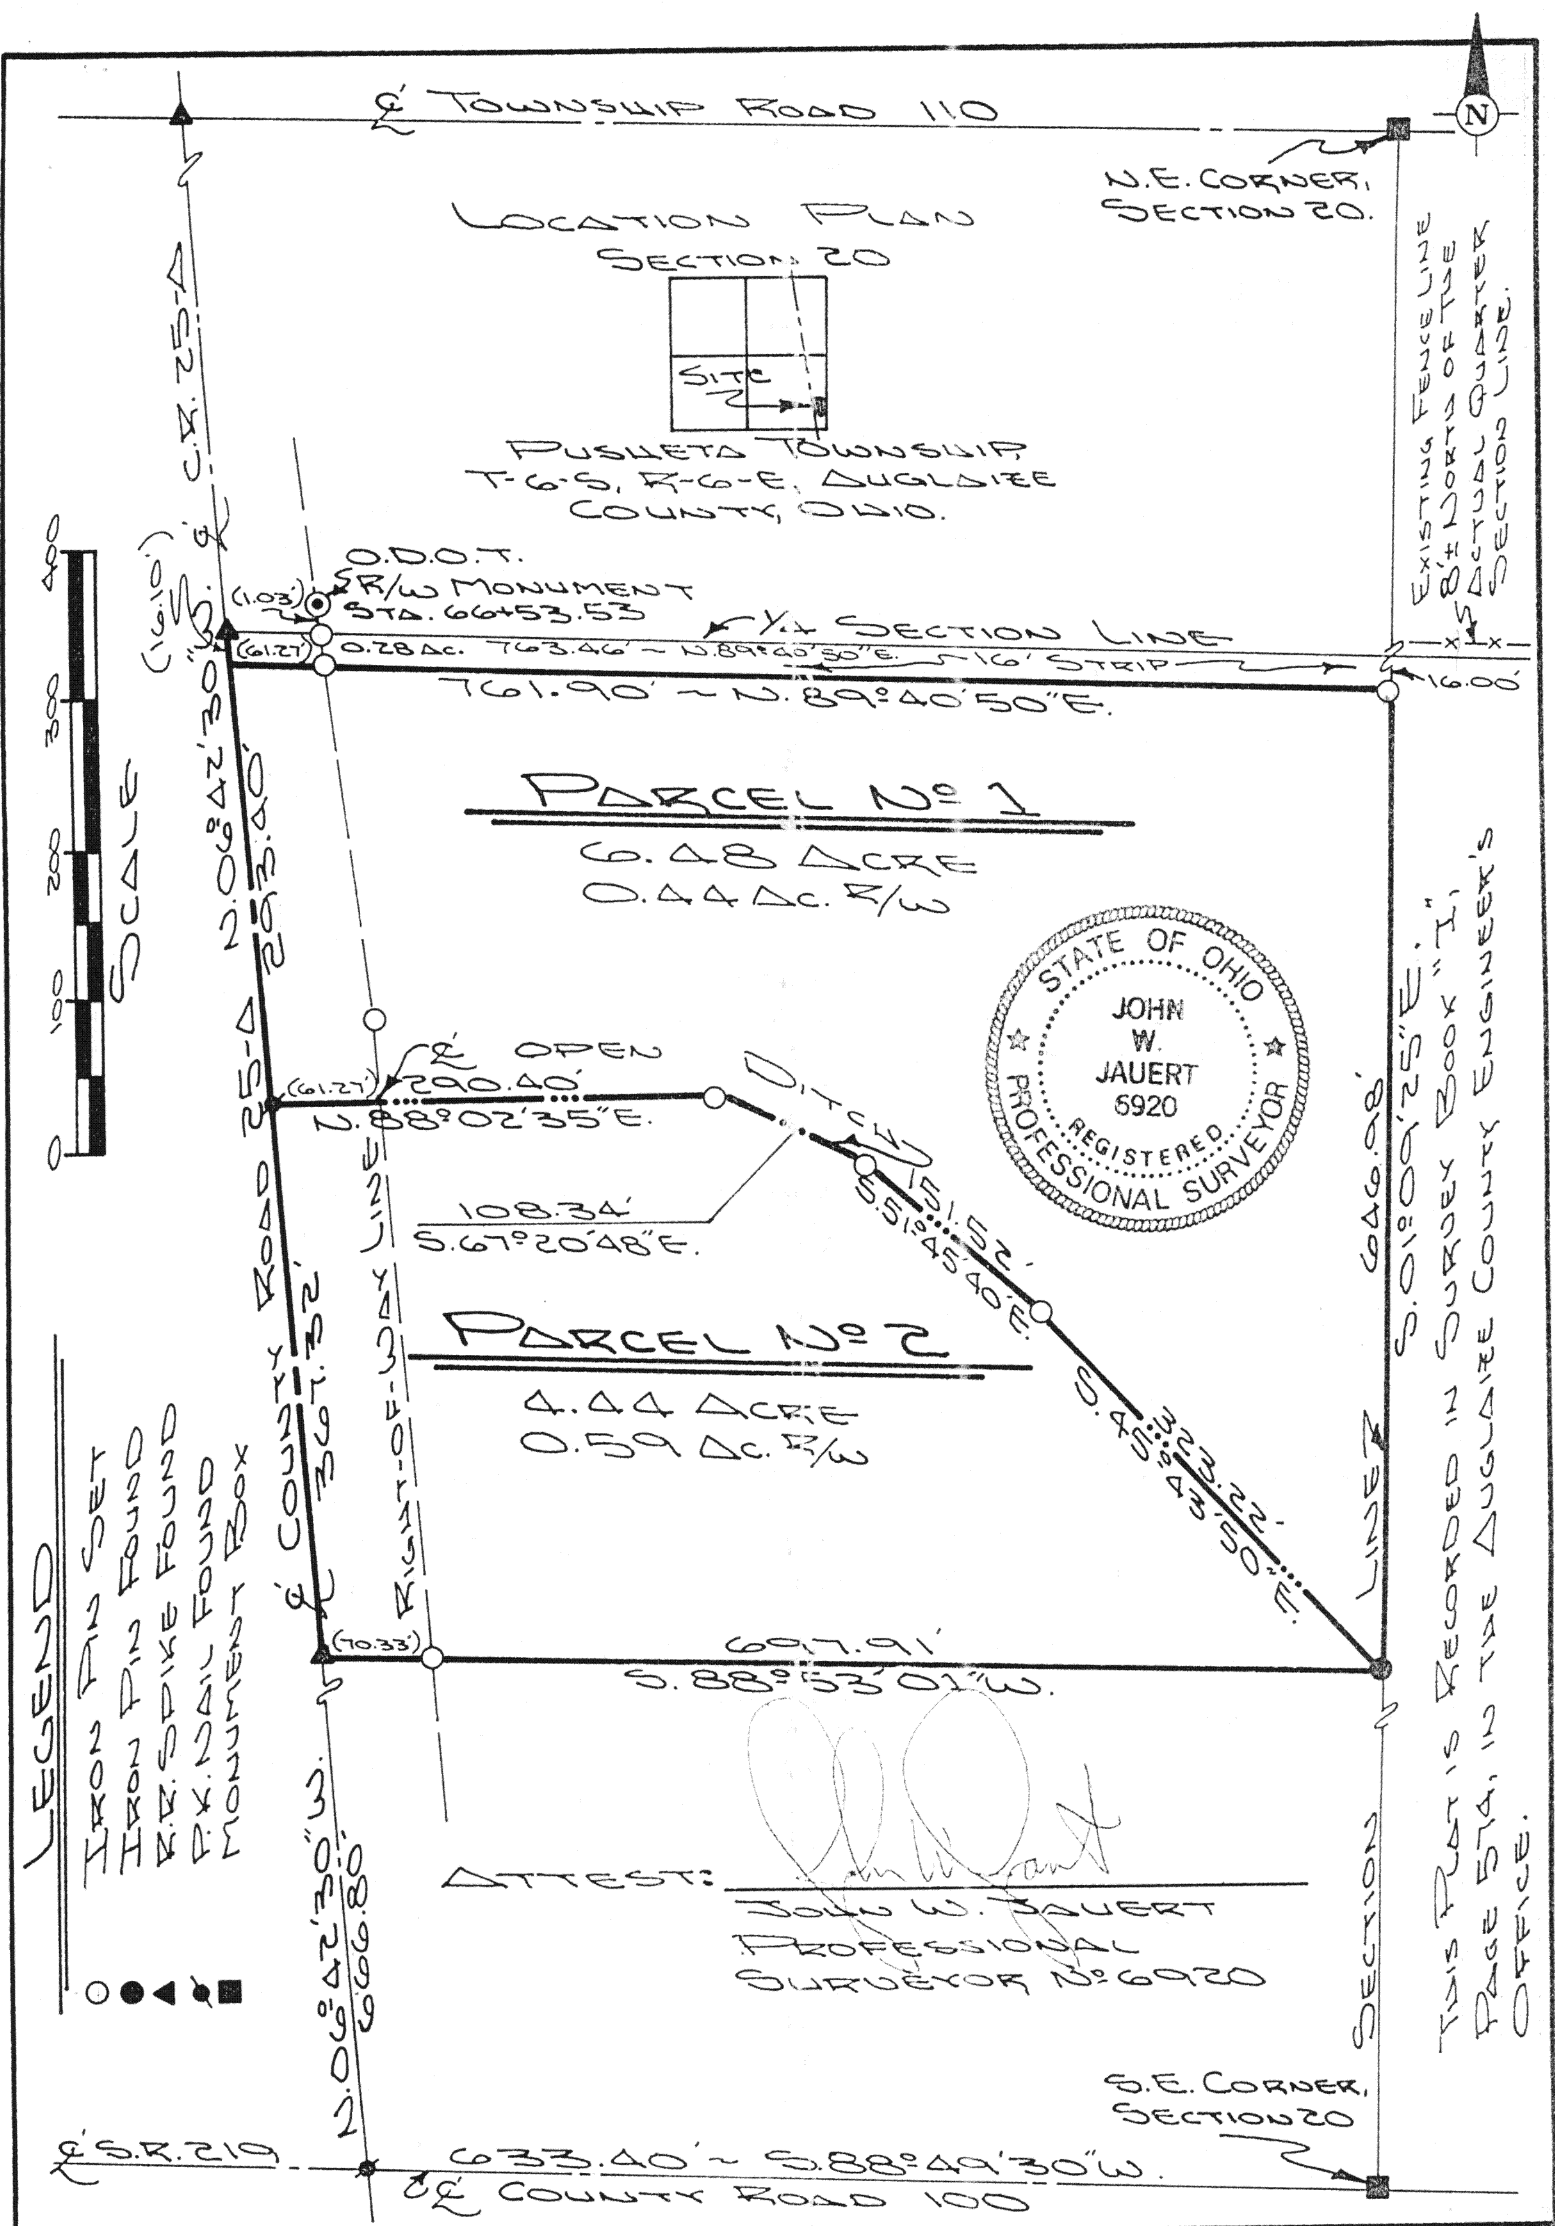 ℄ TOWNSHIP ROAD 110
N
N.E. CORNER,
SECTION 20.
LOCATION PLAN
SECTION 20
SITE
PUSHETA TOWNSHIP,
T-6-S, R-6-E, AUGLAIZE
COUNTY, OHIO.
EXISTING FENCE LINE
8'± NORTH OF THE
ACTUAL QUARTER
SECTION LINE.
℄ C.R. 25-A
(16.10')
O.D.O.T.
R/W MONUMENT
STA. 66+53.53
(1.03')
1/4 SECTION LINE
(61.27')
0.28 AC. 763.46' ~ N.89°40'50"E. 16' STRIP
16.00'
761.90' ~ N.89°40'50"E.
0 100 200 300 400
SCALE
N.06°42'30"W.
293.40'
PARCEL Nº 1
6.48 ACRE
0.44 AC. R/W
STATE OF OHIO
JOHN
W.
JAUERT
6920
REGISTERED
PROFESSIONAL SURVEYOR
℄ OPEN DITCH
(61.27')
290.40'
N.88°02'35"E.
108.34'
S.67°20'48"E.
151.52'
S.51°45'40"E.
323.22'
S.45°43'50"E.
646.98'
S.01°09'25"E.
℄ COUNTY ROAD 25-A
367.32'
RIGHT-OF-WAY LINE
PARCEL Nº 2
4.44 ACRE
0.59 AC. R/W
(70.33')
697.91'
S.88°53'01"W.
SECTION LINE
LEGEND
IRON PIN SET
IRON PIN FOUND
R.R. SPIKE FOUND
P.K. NAIL FOUND
MONUMENT BOX
N.06°42'30"W.
666.80'
ATTEST:
JOHN W. JAUERT
PROFESSIONAL
SURVEYOR Nº 6920
S.E. CORNER,
SECTION 20
℄ S.R. 219
633.40' ~ S.88°49'30"W.
℄ COUNTY ROAD 100
THIS PLAT IS RECORDED IN SURVEY BOOK "I",
PAGE 574, IN THE AUGLAIZE COUNTY ENGINEER'S
OFFICE.